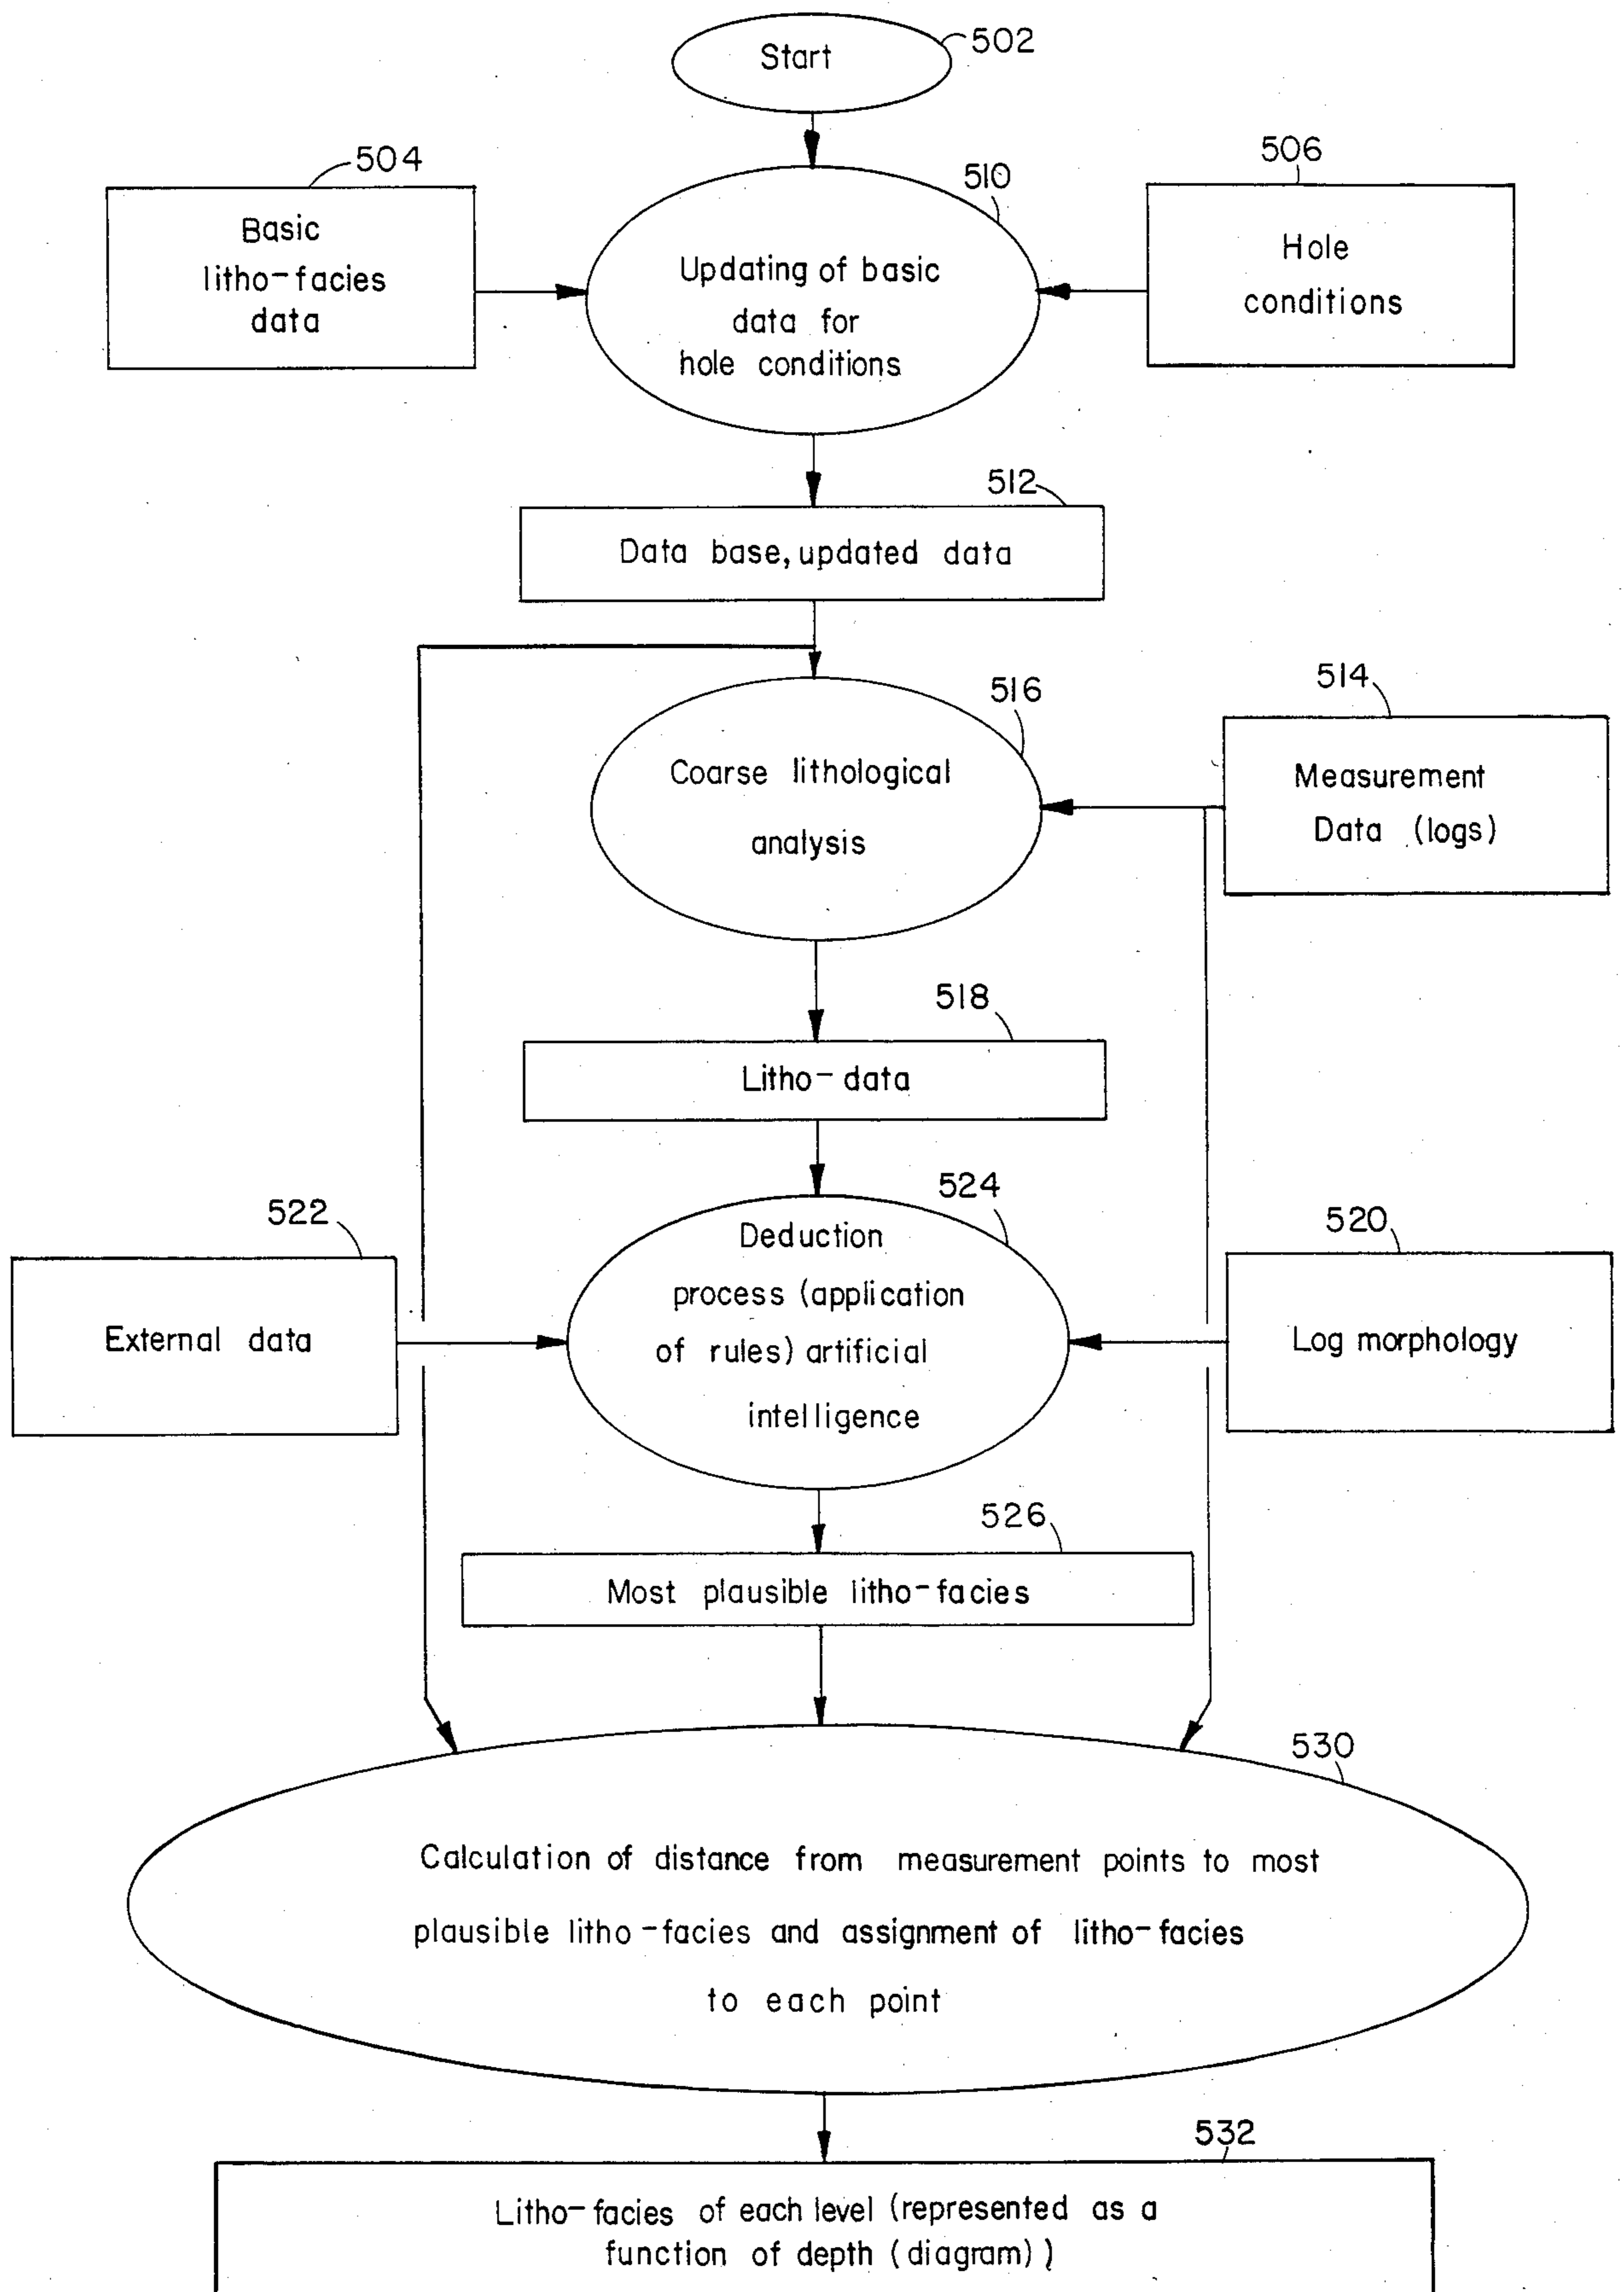 Start
502
504
Basic
litho-facies
data
510
Updating of basic
data for
hole conditions
506
Hole
conditions
512
Data base, updated data
516
Coarse lithological
analysis
514
Measurement
Data (logs)
518
Litho-data
522
External data
524
Deduction
process (application
of rules) artificial
intelligence
520
Log morphology
526
Most plausible litho-facies
530
Calculation of distance from measurement points to most
plausible litho-facies and assignment of litho-facies
to each point
532
Litho-facies of each level (represented as a
function of depth (diagram))